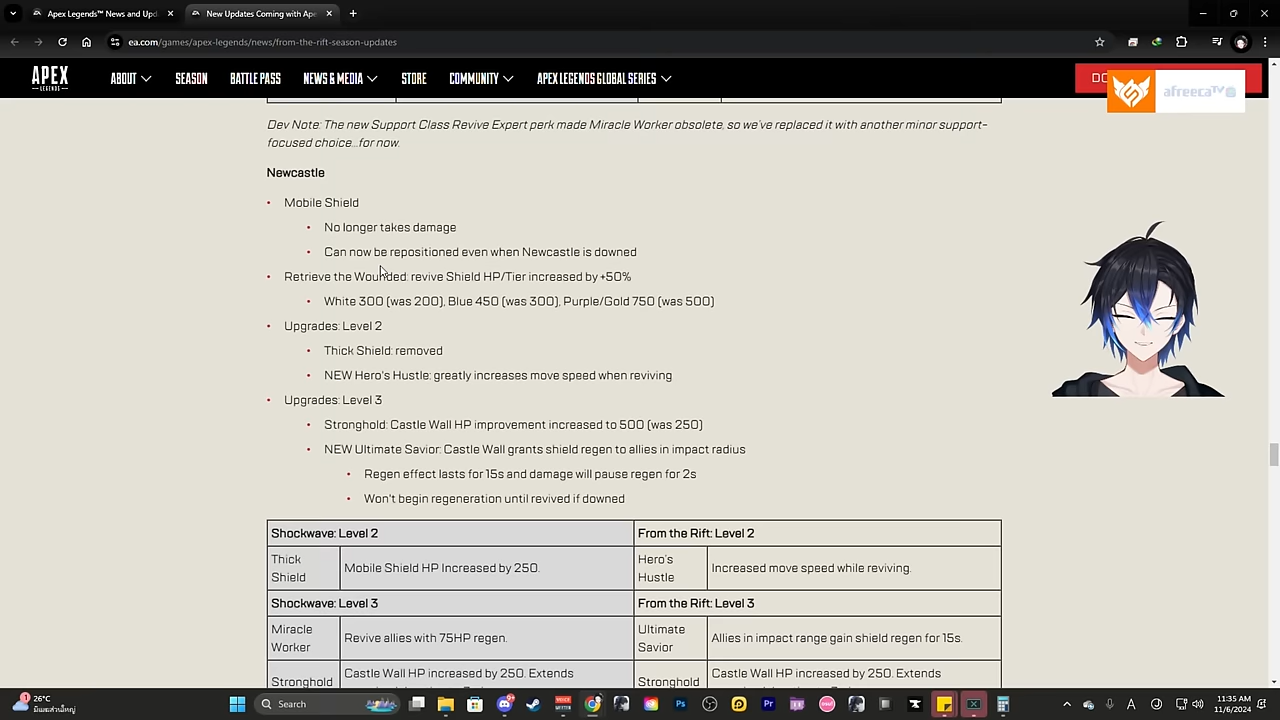 Apex Legends™ News and Upd
New Updates Coming with Ape
ea.com/games/apex-legends/news/from-the-rift-season-updates
APEX
LEGENDS
ABOUT
SEASON
BATTLE PASS
NEWS & MEDIA
STORE
COMMUNITY
APEX LEGENDS GLOBAL SERIES
DO
afreecaTV
Dev Note: The new Support Class Revive Expert perk made Miracle Worker obsolete, so we've replaced it with another minor support-
focused choice...for now.
Newcastle
• Mobile Shield
• No longer takes damage
• Can now be repositioned even when Newcastle is downed
• Retrieve the Wounded: revive Shield HP/Tier increased by +50%
• White 300 (was 200), Blue 450 (was 300), Purple/Gold 750 (was 500)
• Upgrades: Level 2
• Thick Shield: removed
• NEW Hero's Hustle: greatly increases move speed when reviving
• Upgrades: Level 3
• Stronghold: Castle Wall HP improvement increased to 500 (was 250)
• NEW Ultimate Savior: Castle Wall grants shield regen to allies in impact radius
• Regen effect lasts for 15s and damage will pause regen for 2s
• Won't begin regeneration until revived if downed
Shockwave: Level 2
From the Rift: Level 2
Thick
Shield
Mobile Shield HP Increased by 250.
Hero's
Hustle
Increased move speed while reviving.
Shockwave: Level 3
From the Rift: Level 3
Miracle
Worker
Revive allies with 75HP regen.
Ultimate
Savior
Allies in impact range gain shield regen for 15s.
Stronghold
Castle Wall HP increased by 250. Extends
Stronghold
Castle Wall HP increased by 250. Extends
1
26°C
Search
11:35 AM
11/6/2024